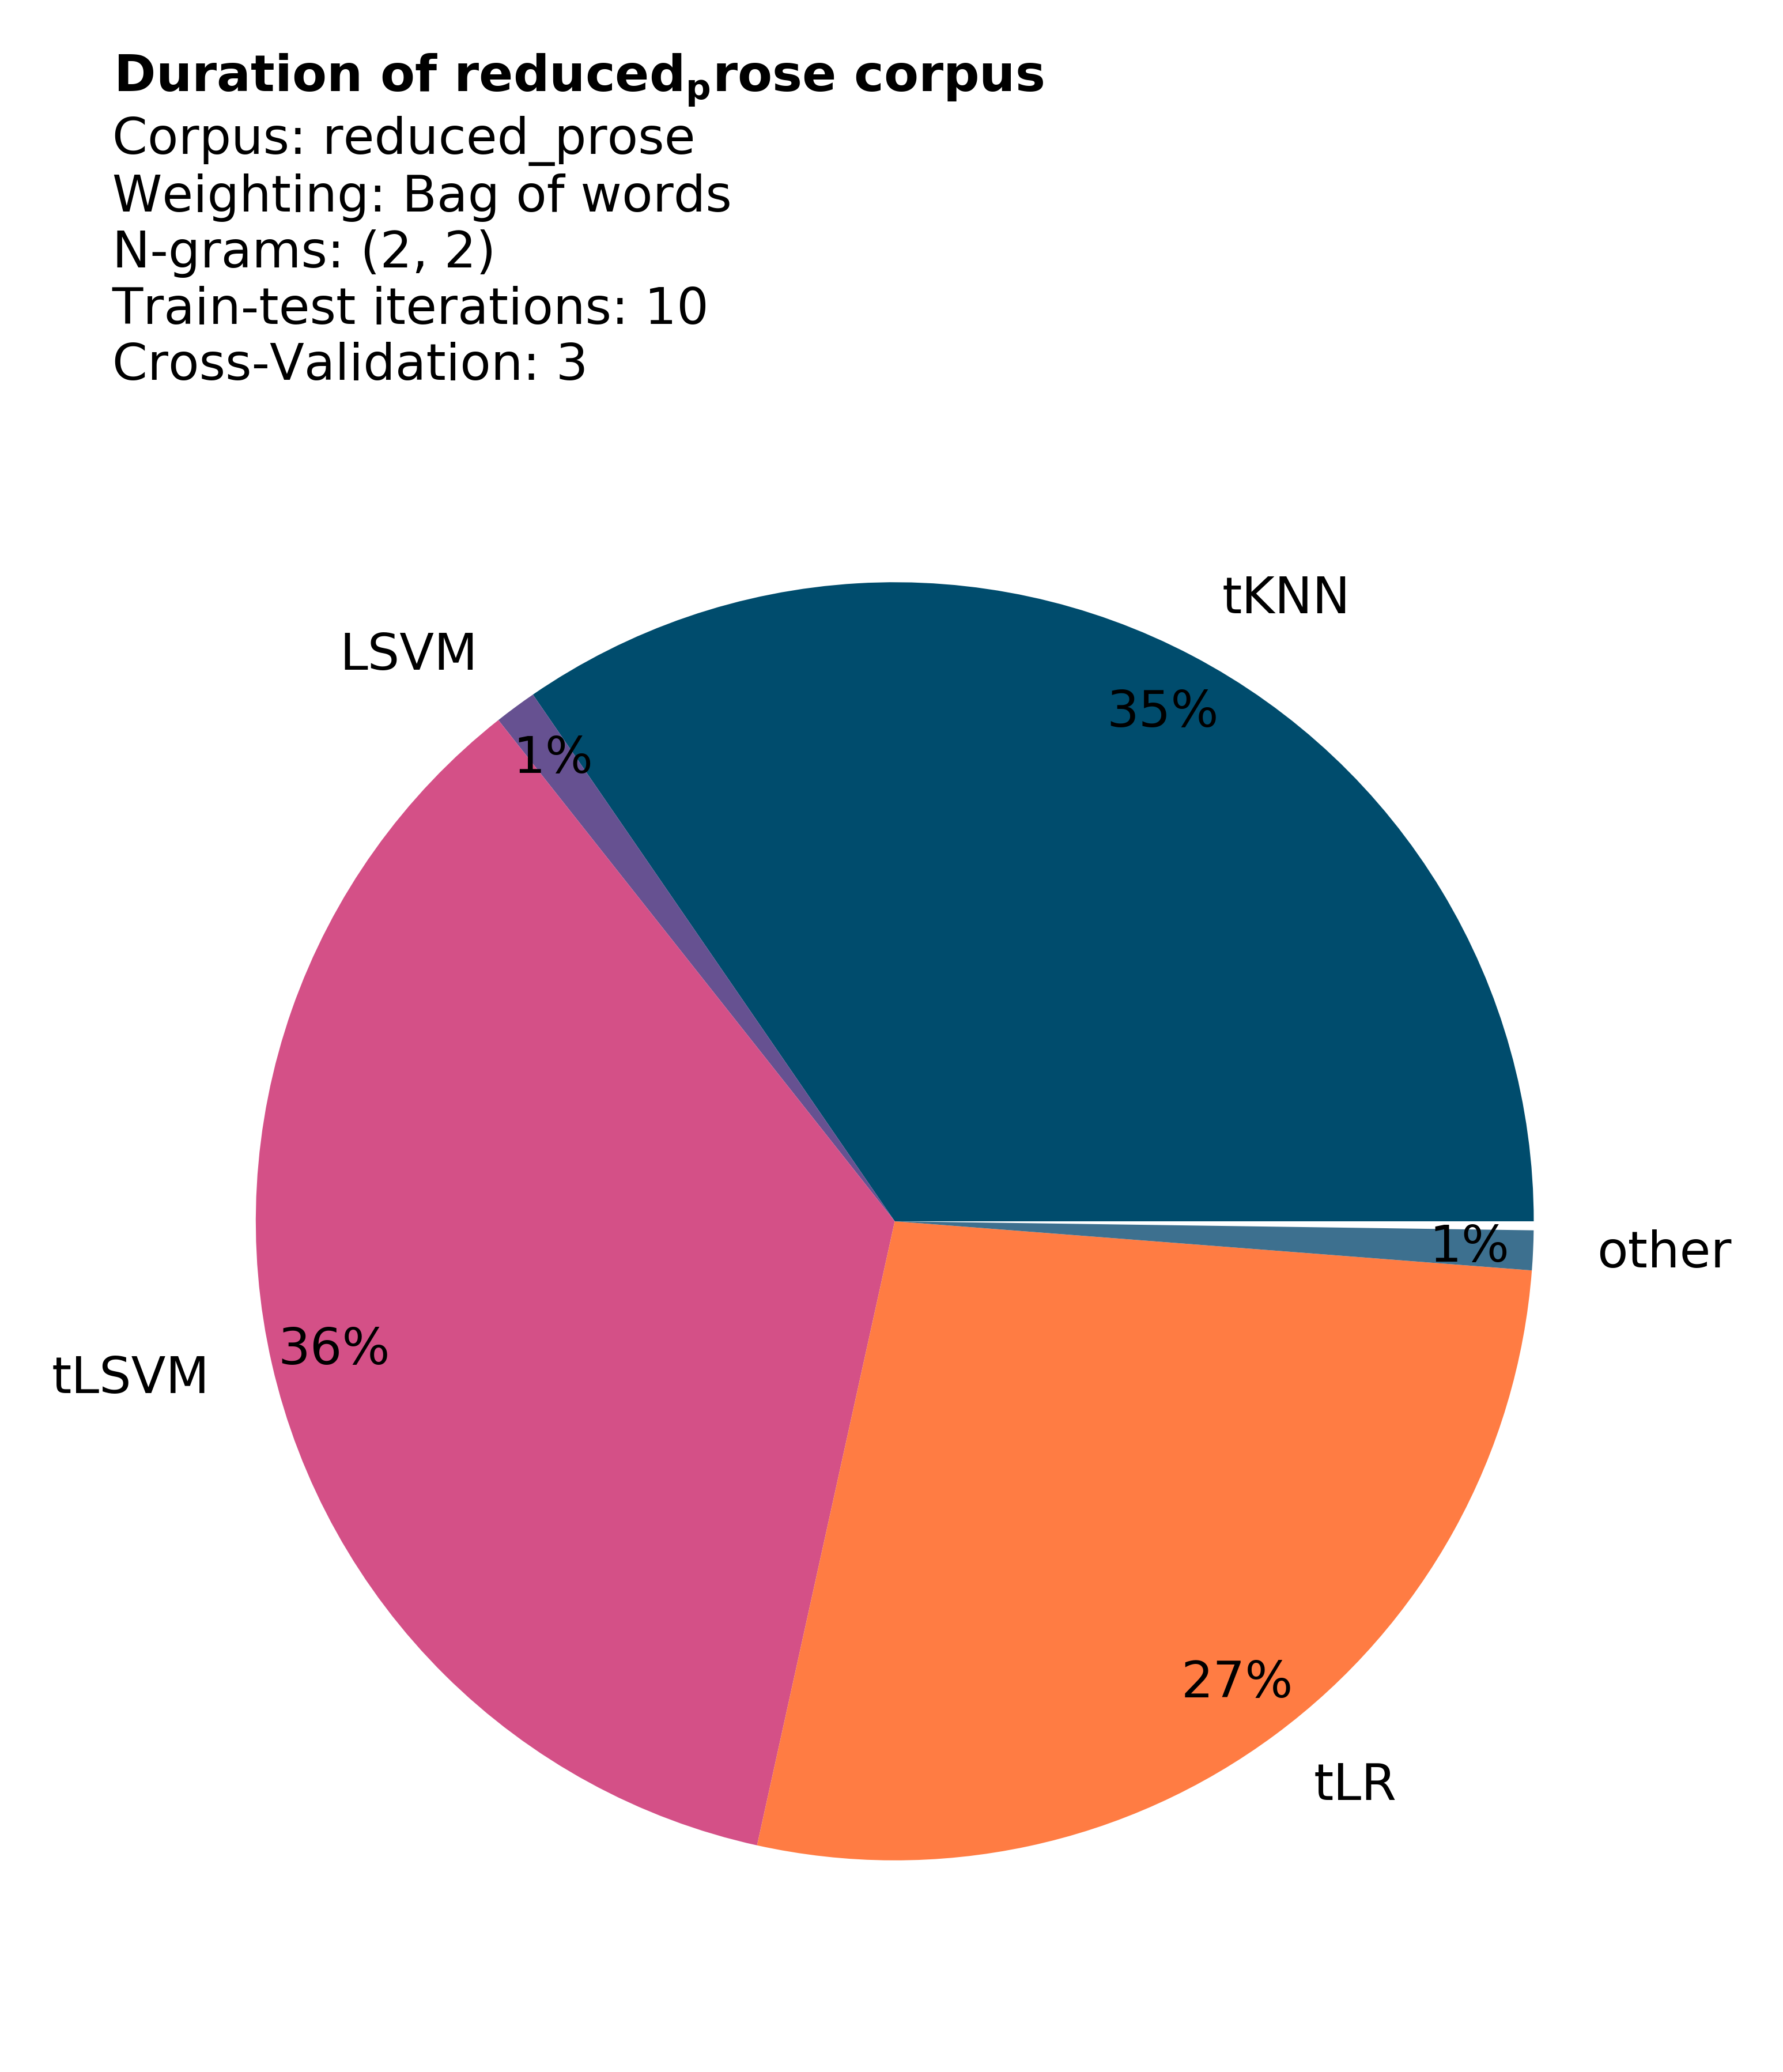 Duration of reducedₚrose corpus
Corpus: reduced_prose
Weighting: Bag of words
N-grams: (2, 2)
Train-test iterations: 10
Cross-Validation: 3
tKNN
35%
LSVM
1%
1%
other
36%
tLSVM
27%
tLR